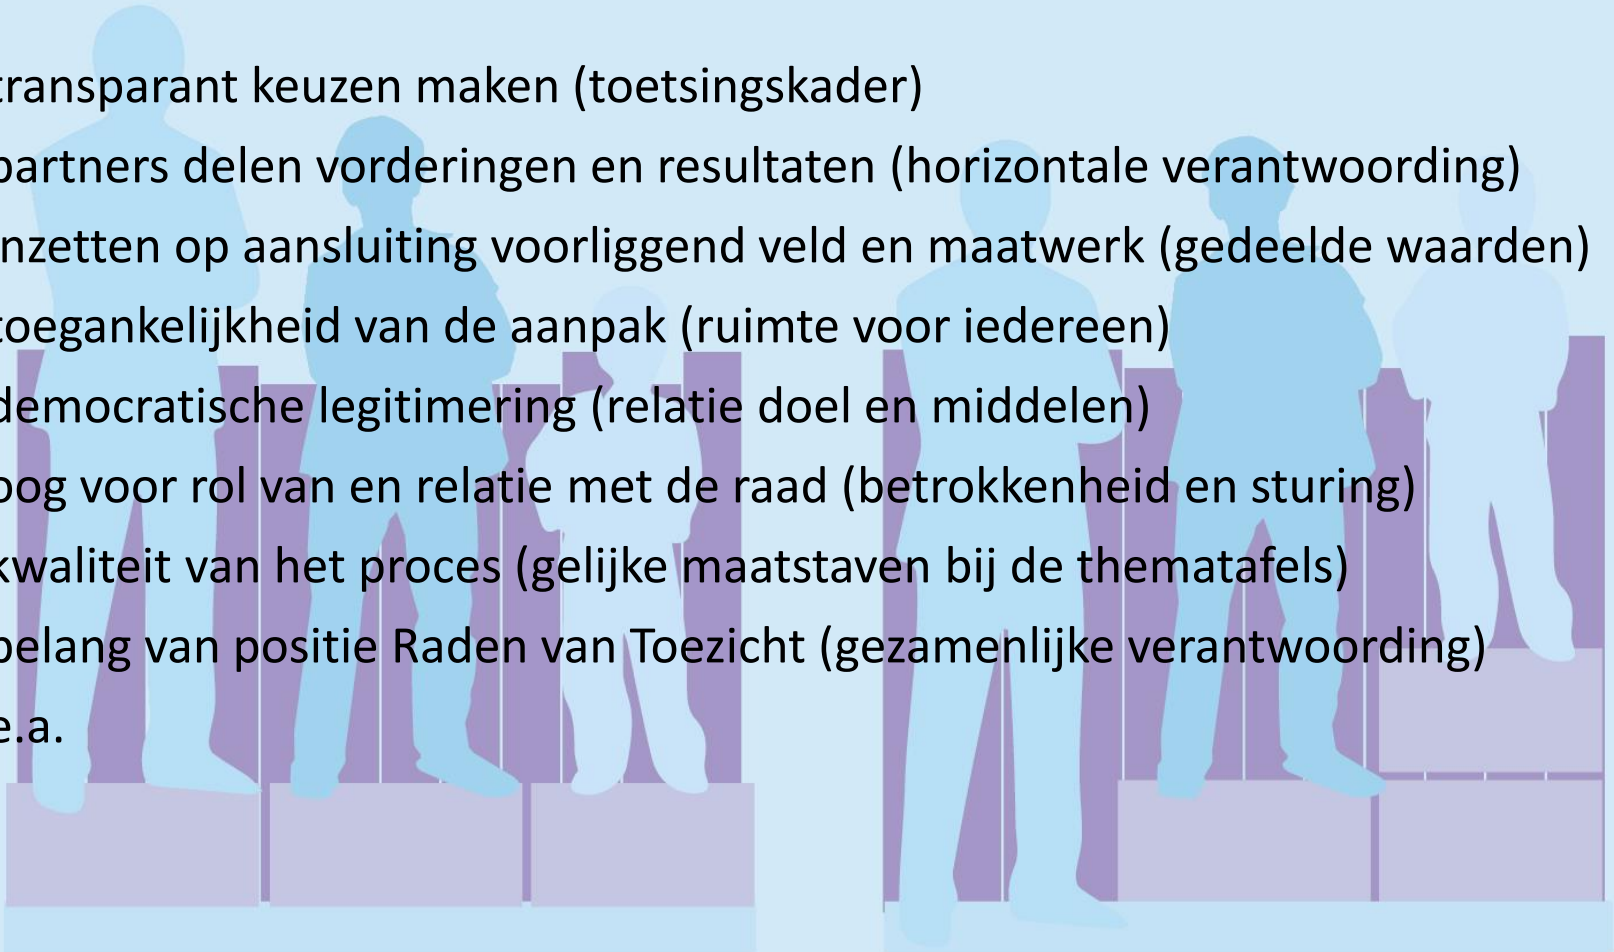 transparant keuzen maken (toetsingskader)
partners delen vorderingen en resultaten (horizontale verantwoording)
inzetten op aansluiting voorliggend veld en maatwerk (gedeelde waarden)
toegankelijkheid van de aanpak (ruimte voor iedereen)
democratische legitimering (relatie doel en middelen)
oog voor rol van en relatie met de raad (betrokkenheid en sturing)
kwaliteit van het proces (gelijke maatstaven bij de thematafels)
belang van positie Raden van Toezicht (gezamenlijke verantwoording)
e.a.